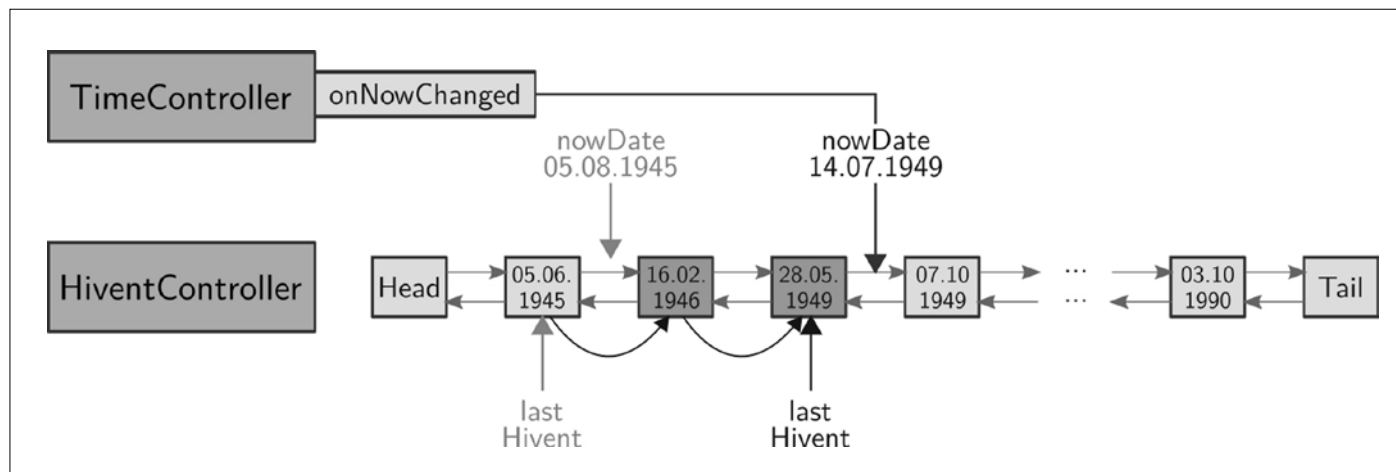 TimeController
onNowChanged
nowDate
05.08.1945
nowDate
14.07.1949
HiventController
Head
05.06.
1945
16.02.
1946
28.05.
1949
07.10
1949
...
...
03.10
1990
Tail
last
Hivent
last
Hivent